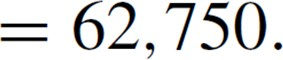 = 62,750.